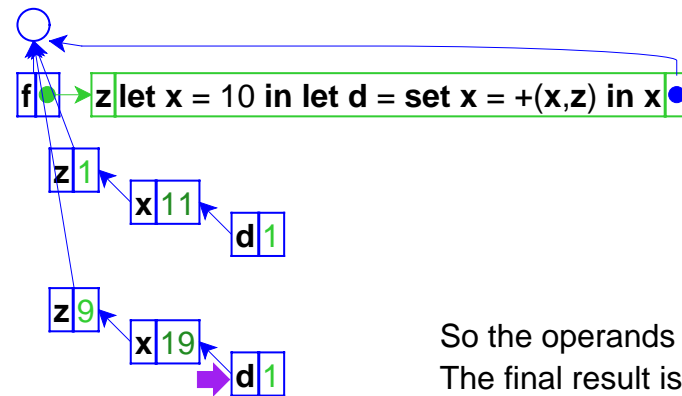 f z let x = 10 in let d = set x = +(x,z) in x
z 1
x 11
d 1
z 9
x 19
So the operands
d 1
The final result is